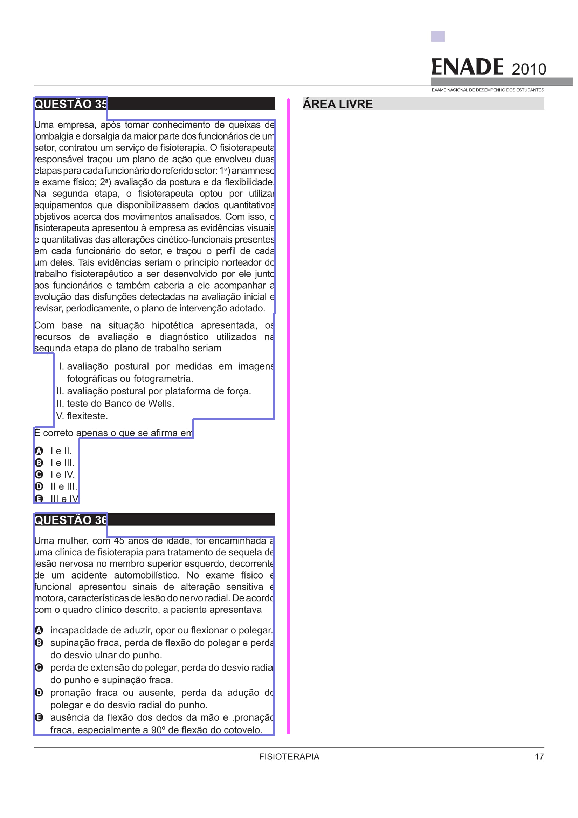 ENADE 2010
EXAME NACIONAL DE DESEMPENHO DOS ESTUDANTES
QUESTÃO 35
Uma empresa, após tomar conhecimento de queixas de
lombalgia e dorsalgia da maior parte dos funcionários de um
setor, contratou um serviço de fisioterapia. O fisioterapeuta
responsável traçou um plano de ação que envolveu duas
etapas para cada funcionário do referido setor: 1ª) anamnese
e exame físico; 2ª) avaliação da postura e da flexibilidade.
Na segunda etapa, o fisioterapeuta optou por utilizar
equipamentos que disponibilizassem dados quantitativos
objetivos acerca dos movimentos analisados. Com isso, o
fisioterapeuta apresentou à empresa as evidências visuais
e quantitativas das alterações cinético-funcionais presentes
em cada funcionário do setor, e traçou o perfil de cada
um deles. Tais evidências seriam o princípio norteador do
trabalho fisioterapêutico a ser desenvolvido por ele junto
aos funcionários e também caberia a ele acompanhar a
evolução das disfunções detectadas na avaliação inicial e
revisar, periodicamente, o plano de intervenção adotado.
Com base na situação hipotética apresentada, os
recursos de avaliação e diagnóstico utilizados na
segunda etapa do plano de trabalho seriam
I. avaliação postural por medidas em imagens
fotográficas ou fotogrametria.
II. avaliação postural por plataforma de força.
II. teste do Banco de Wells.
V. flexiteste.
É correto apenas o que se afirma em
A I e II.
B I e III.
C I e IV.
D II e III.
E III e IV
QUESTÃO 36
Uma mulher, com 45 anos de idade, foi encaminhada a
uma clínica de fisioterapia para tratamento de sequela de
lesão nervosa no membro superior esquerdo, decorrente
de um acidente automobilístico. No exame físico e
funcional apresentou sinais de alteração sensitiva e
motora, características de lesão do nervo radial. De acordo
com o quadro clínico descrito, a paciente apresentava
A incapacidade de aduzir, opor ou flexionar o polegar.
B supinação fraca, perda de flexão do polegar e perda
do desvio ulnar do punho.
C perda de extensão do polegar, perda do desvio radial
do punho e supinação fraca.
D pronação fraca ou ausente, perda da adução do
polegar e do desvio radial do punho.
E ausência da flexão dos dedos da mão e .pronação
fraca, especialmente a 90º de flexão do cotovelo.
ÁREA LIVRE
FISIOTERAPIA
17